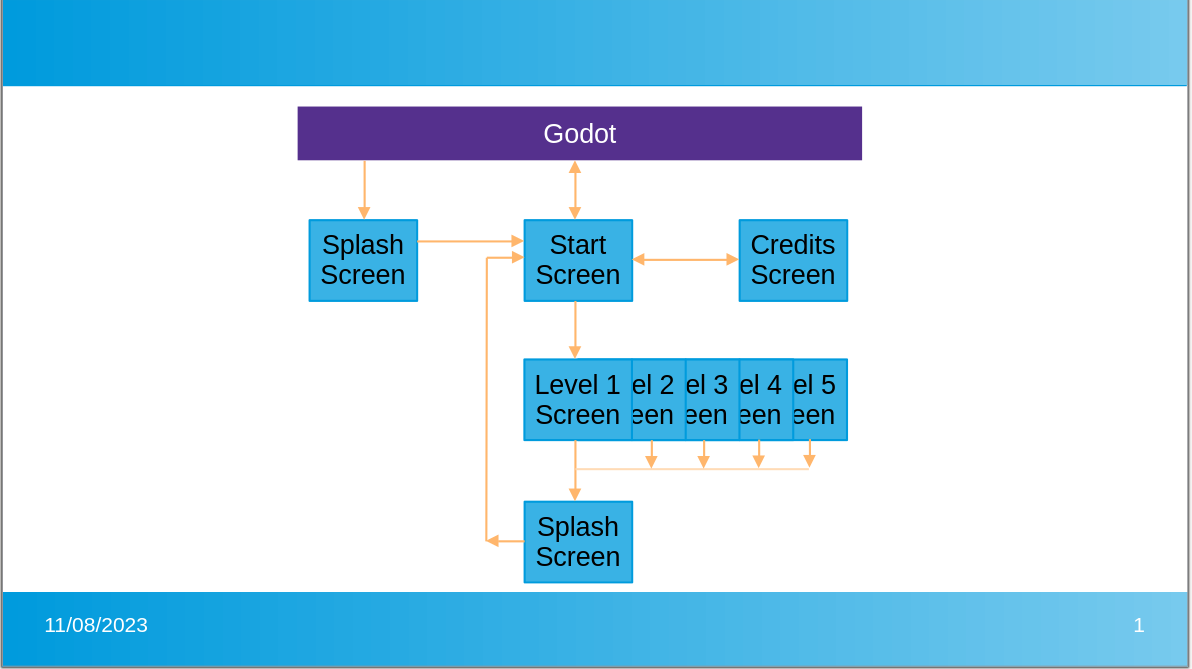 Godot
Splash
Screen
Start
Screen
Credits
Screen
Level 1
Screen
el 2
een
el 3
een
el 4
een
el 5
een
Splash
Screen
11/08/2023
1